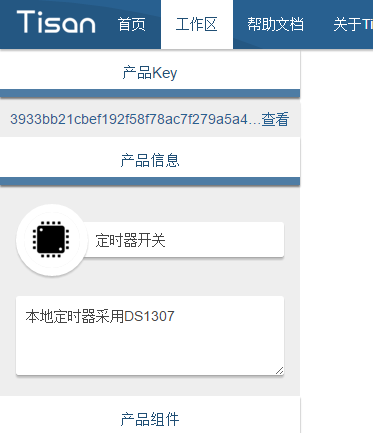 Tisan 首页 工作区 帮助文档 关于Ti
产品Key
3933bb21cbef192f58f78ac7f279a5a4...查看
产品信息
定时器开关
本地定时器采用DS1307
产品组件